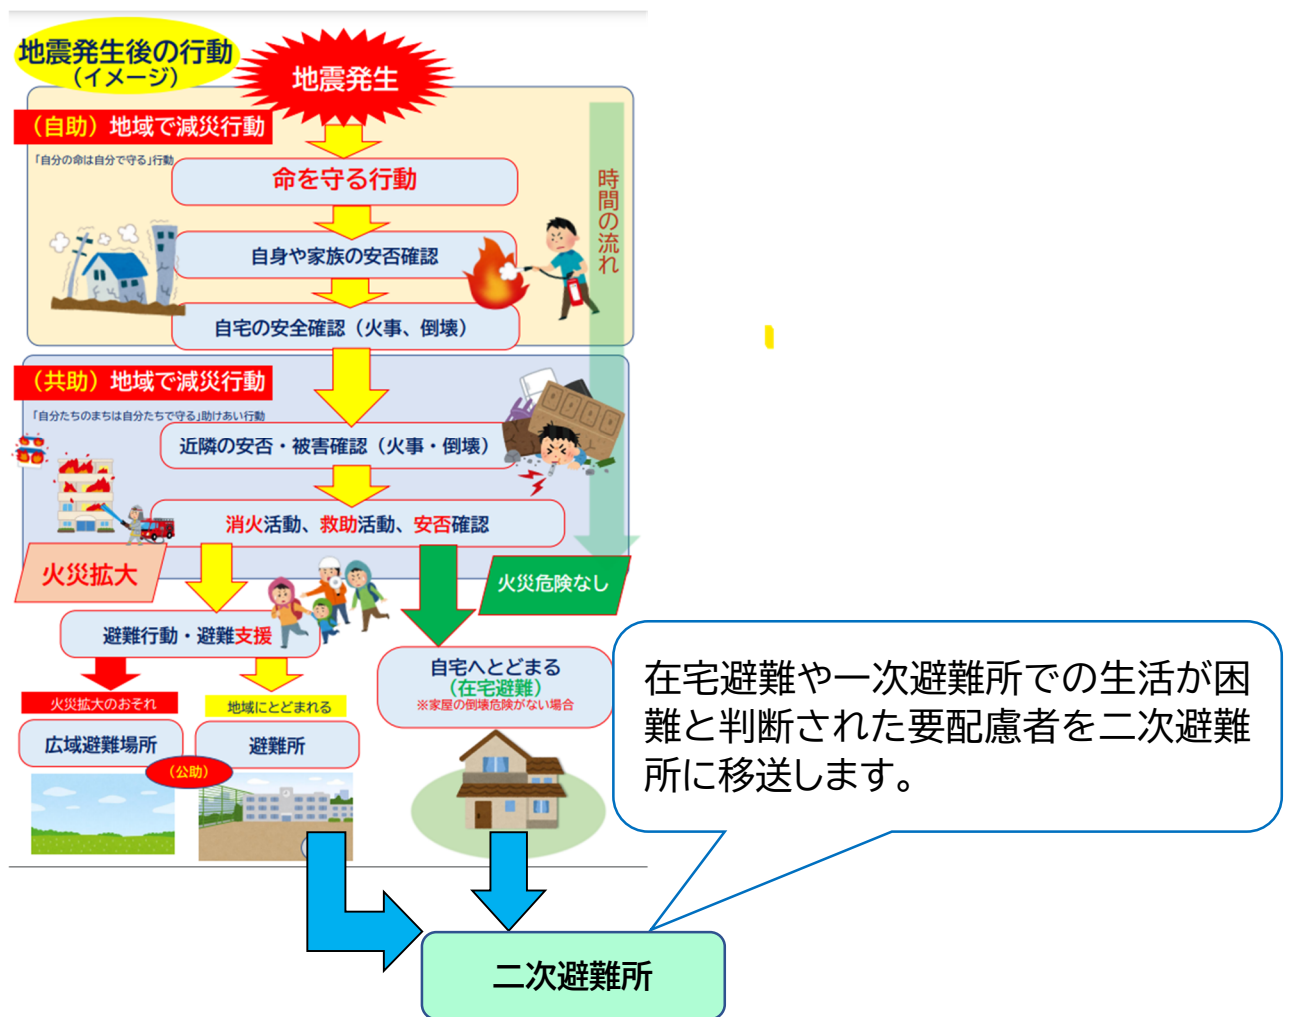 地震発生後の行動
（イメージ）
地震発生
（自助）地域で減災行動
「自分の命は自分で守る」行動
命を守る行動
時間の流れ
自身や家族の安否確認
自宅の安全確認（火事、倒壊）
（共助）地域で減災行動
「自分たちのまちは自分たちで守る」助けあい行動
近隣の安否・被害確認（火事・倒壊）
消火活動、救助活動、安否確認
火災拡大
火災危険なし
避難行動・避難支援
自宅へとどまる
（在宅避難）
※家屋の倒壊危険がない場合
火災拡大のおそれ
地域にとどまれる
広域避難場所
避難所
（公助）
在宅避難や一次避難所での生活が困
難と判断された要配慮者を二次避難
所に移送します。
二次避難所